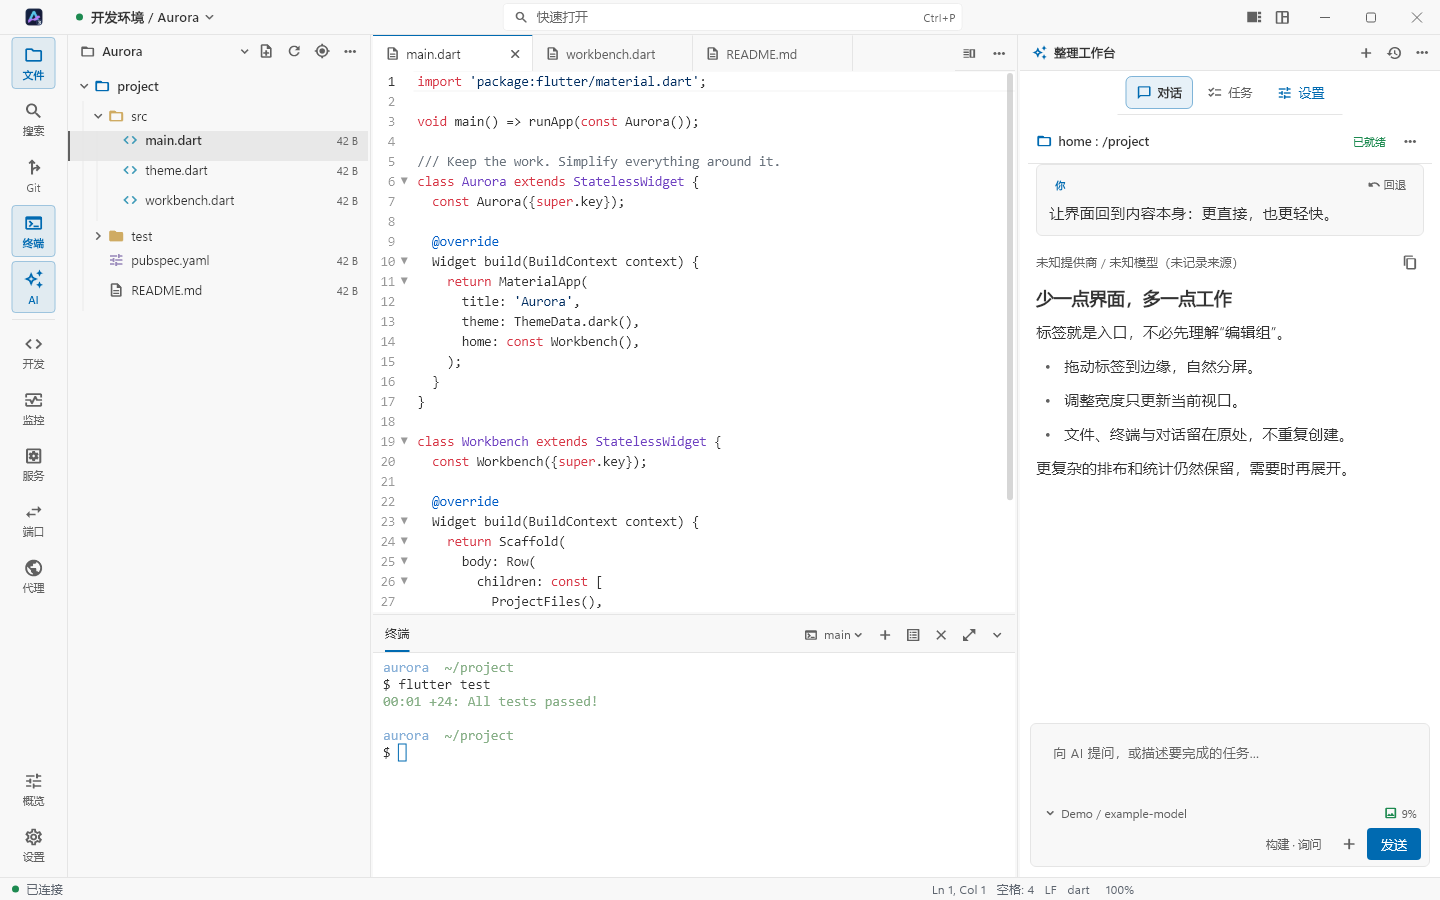 开发环境 / Aurora
快速打开
Ctrl+P
文件
搜索
Git
终端
AI
开发
监控
服务
端口
代理
概览
设置
Aurora
project
src
main.dart 42 B
theme.dart 42 B
workbench.dart 42 B
test
pubspec.yaml 42 B
README.md 42 B
main.dart
workbench.dart
README.md
1 import 'package:flutter/material.dart';
2
3 void main() => runApp(const Aurora());
4
5 /// Keep the work. Simplify everything around it.
6 class Aurora extends StatelessWidget {
7 const Aurora({super.key});
8
9 @override
10 Widget build(BuildContext context) {
11 return MaterialApp(
12 title: 'Aurora',
13 theme: ThemeData.dark(),
14 home: const Workbench(),
15 );
16 }
17 }
18
19 class Workbench extends StatelessWidget {
20 const Workbench({super.key});
21
22 @override
23 Widget build(BuildContext context) {
24 return Scaffold(
25 body: Row(
26 children: const [
27 ProjectFiles(),
终端
main
aurora ~/project
$ flutter test
00:01 +24: All tests passed!
aurora ~/project
$
整理工作台
对话
任务
设置
home : /project
已就绪
你
回退
让界面回到内容本身：更直接，也更轻快。
未知提供商 / 未知模型（未记录来源）
少一点界面，多一点工作
标签就是入口，不必先理解“编辑组”。
• 拖动标签到边缘，自然分屏。
• 调整宽度只更新当前视口。
• 文件、终端与对话留在原处，不重复创建。
更复杂的排布和统计仍然保留，需要时再展开。
向 AI 提问，或描述要完成的任务...
Demo / example-model
9%
构建 · 询问
发送
已连接
Ln 1, Col 1 空格: 4 LF dart 100%